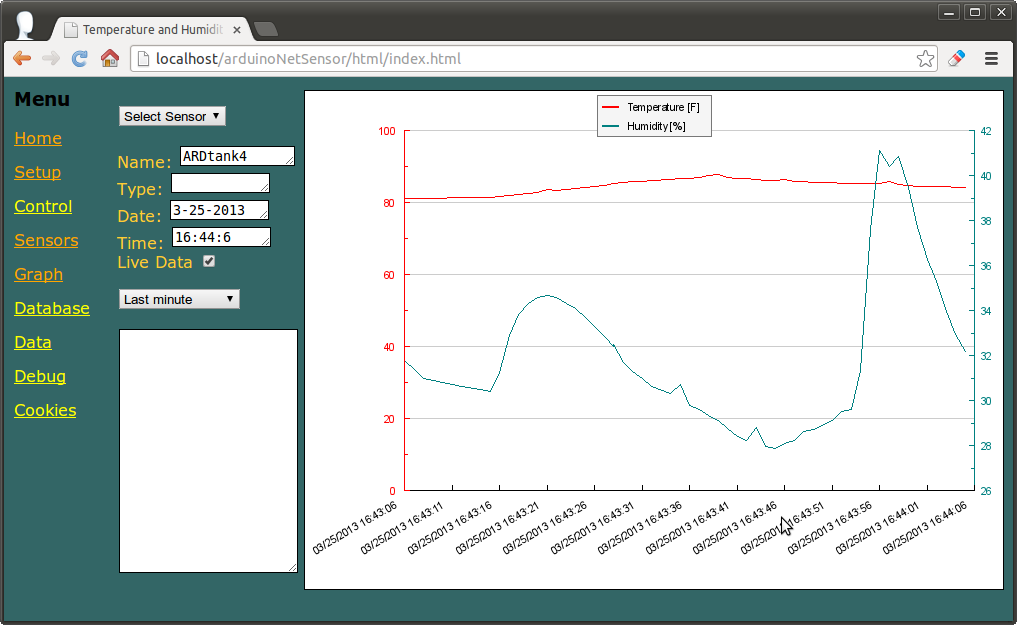 Temperature and Humidit
localhost/arduinoNetSensor/html/index.html
Menu
Home
Setup
Control
Sensors
Graph
Database
Data
Debug
Cookies
Select Sensor
Name: ARDtank4
Type:
Date: 3-25-2013
Time: 16:44:6
Live Data
Last minute
Temperature [F]
Humidity [%]
100
80
60
40
20
0
42
40
38
36
34
32
30
28
26
03/25/2013 16:43:06
03/25/2013 16:43:11
03/25/2013 16:43:16
03/25/2013 16:43:21
03/25/2013 16:43:26
03/25/2013 16:43:31
03/25/2013 16:43:36
03/25/2013 16:43:41
03/25/2013 16:43:46
03/25/2013 16:43:51
03/25/2013 16:43:56
03/25/2013 16:44:01
03/25/2013 16:44:06